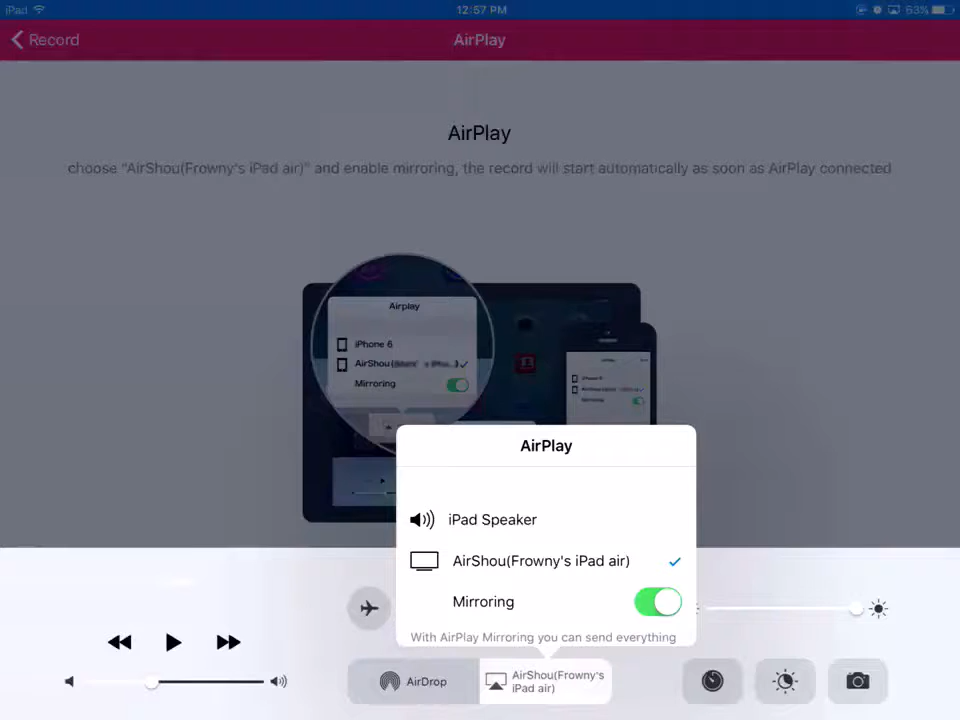 iPad 12:57 PM 63%
Record AirPlay
AirPlay
choose "AirShou(Frowny's iPad air)" and enable mirroring, the record will start automatically as soon as AirPlay connected
Airplay
iPhone 6
AirShou(
Mirroring
AirPlay
iPad Speaker
AirShou(Frowny's iPad air)
Mirroring
With AirPlay Mirroring you can send everything
AirDrop
AirShou(Frowny's
iPad air)